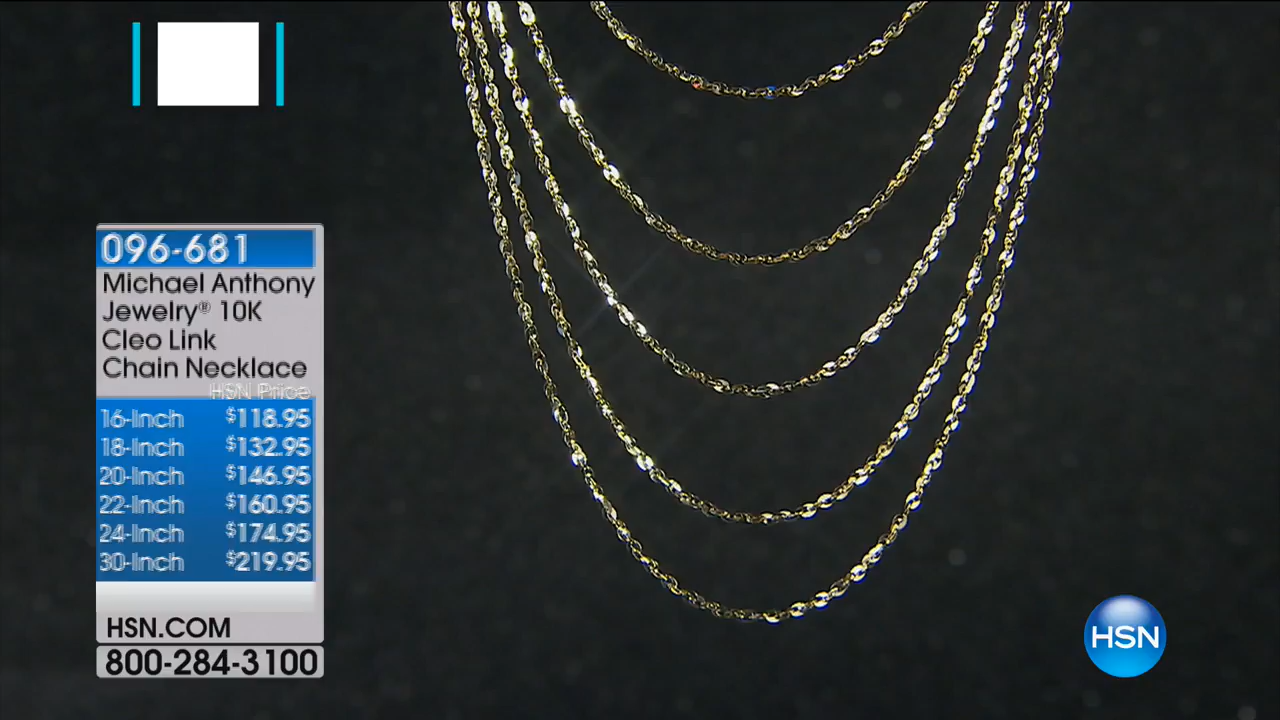 096-681
Michael Anthony
Jewelry® 10K
Cleo Link
Chain Necklace
HSN Price
16-Inch $118.95
18-Inch $132.95
20-Inch $146.95
22-Inch $160.95
24-Inch $174.95
30-Inch $219.95
HSN.COM
800-284-3100
HSN